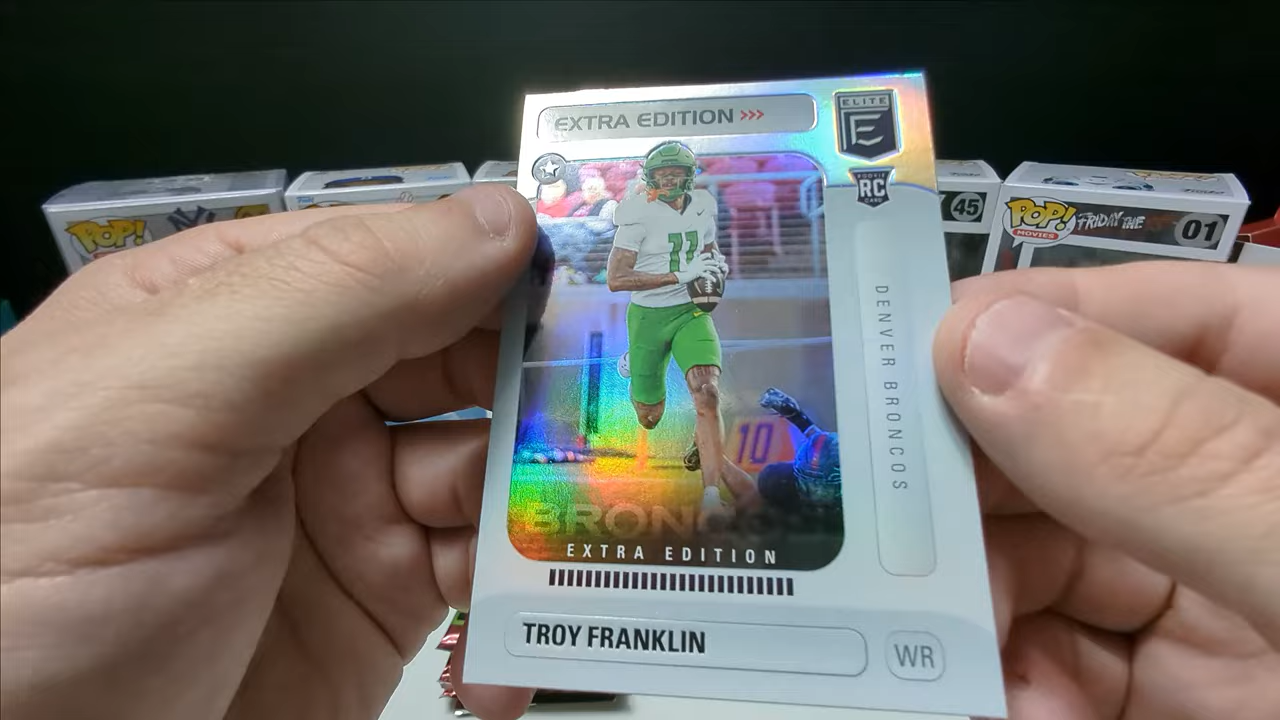 EXTRA EDITION >>>
ELITE
E
ROOKIE
RC
CARD
DENVER BRONCOS
11
10
BRONCOS
EXTRA EDITION
TROY FRANKLIN
WR
POP!
45
POP!
MOVIES
FRIDAY THE
01
Funko